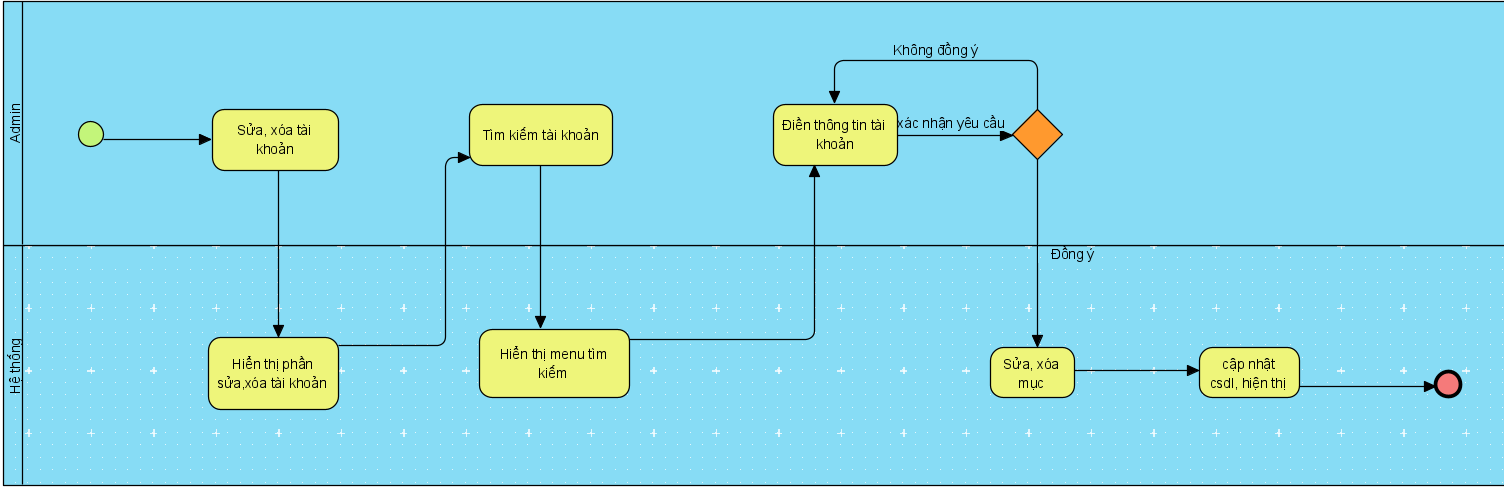 Admin
Sửa, xóa tài
khoản
Tìm kiếm tài khoản
Điền thông tin tài
khoản
xác nhận yêu cầu
Không đồng ý
Đồng ý
Hệ thống
Hiển thị phần
sửa,xóa tài khoản
Hiển thị menu tìm
kiếm
Sửa, xóa
mục
cập nhật
csdl, hiện thị